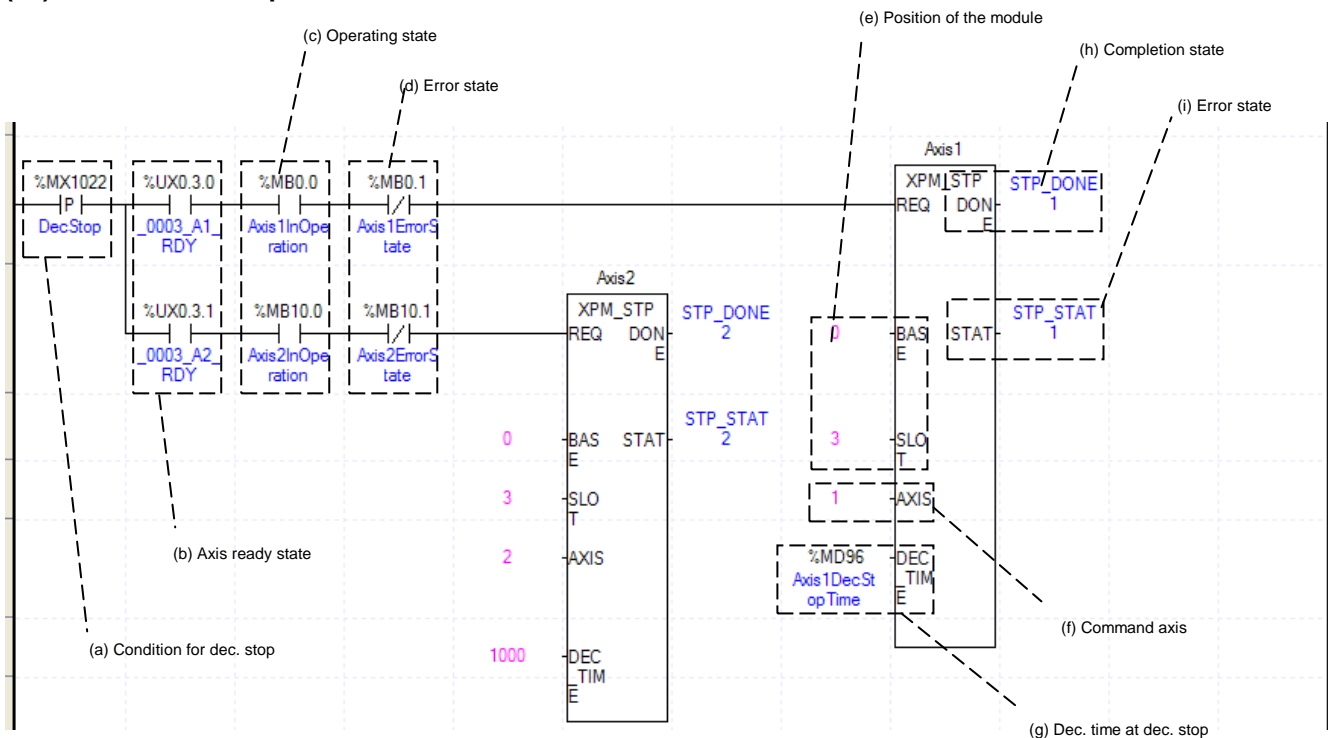 (e) Position of the module
(c) Operating state
(h) Completion state
(d) Error state
(i) Error state
Axis1
%MX1022
%UX0.3.0
%MB0.0
%MB0.1
XPM_STP
STP_DONE
P
REQ
DON
1
DecStop
_0003_A1_
Axis1InOpe
Axis1ErrorS
E
RDY
ration
tate
Axis2
%UX0.3.1
%MB10.0
%MB10.1
XPM_STP
STP_DONE
STP_STAT
REQ
DON
2
0
BAS
STAT
1
_0003_A2_
Axis2InOpe
Axis2ErrorS
E
E
RDY
ration
tate
STP_STAT
0
BAS
STAT
2
3
SLO
E
T
3
SLO
1
AXIS
T
(b) Axis ready state
2
AXIS
%MD96
DEC
Axis1DecSt
_TIM
opTime
E
(f) Command axis
(a) Condition for dec. stop
1000
DEC
_TIM
E
(g) Dec. time at dec. stop